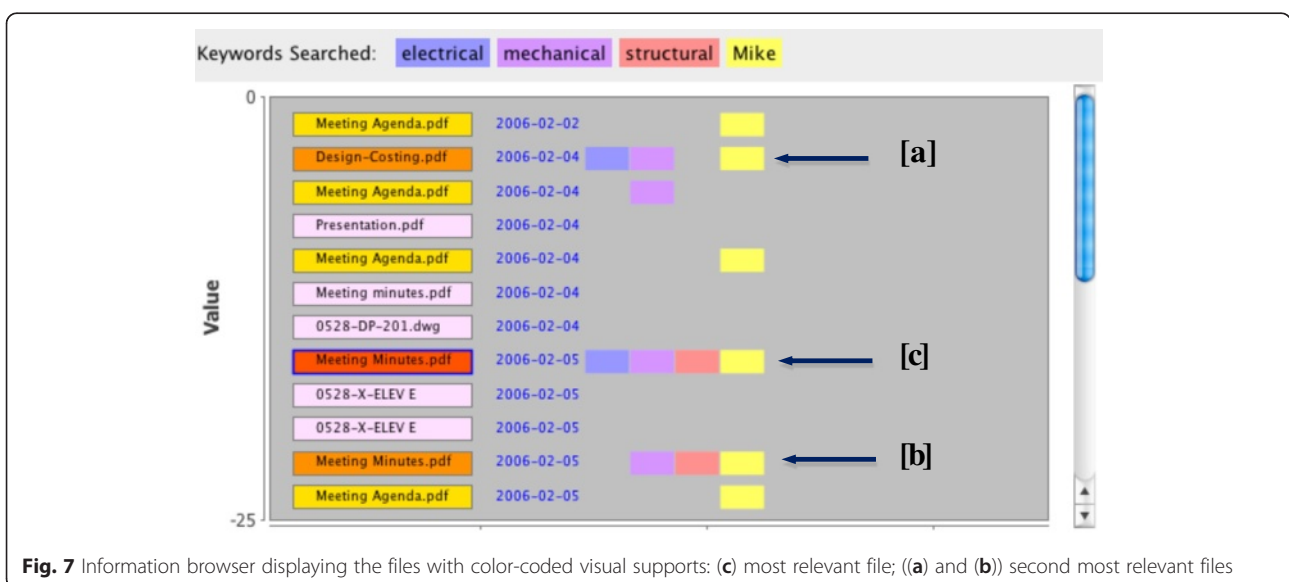 Keywords Searched: electrical mechanical structural Mike
0
Meeting Agenda.pdf 2006-02-02
Design-Costing.pdf 2006-02-04 [a]
Meeting Agenda.pdf 2006-02-04
Presentation.pdf 2006-02-04
Meeting Agenda.pdf 2006-02-04
Meeting minutes.pdf 2006-02-04
Value
0528-DP-201.dwg 2006-02-04
Meeting Minutes.pdf 2006-02-05 [c]
0528-X-ELEV E 2006-02-05
0528-X-ELEV E 2006-02-05
Meeting Minutes.pdf 2006-02-05 [b]
Meeting Agenda.pdf 2006-02-05
-25
Fig. 7 Information browser displaying the files with color-coded visual supports: (c) most relevant file; ((a) and (b)) second most relevant files